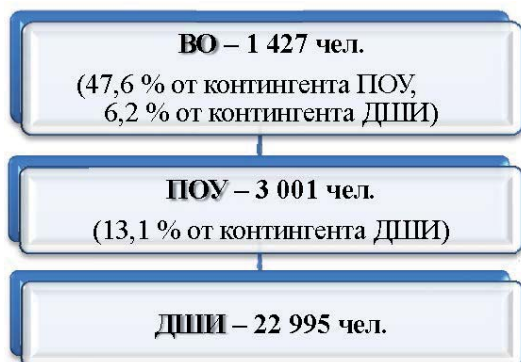 ВО – 1 427 чел.
(47,6 % от контингента ПОУ,
6,2 % от контингента ДШИ)
ПОУ – 3 001 чел.
(13,1 % от контингента ДШИ)
ДШИ – 22 995 чел.